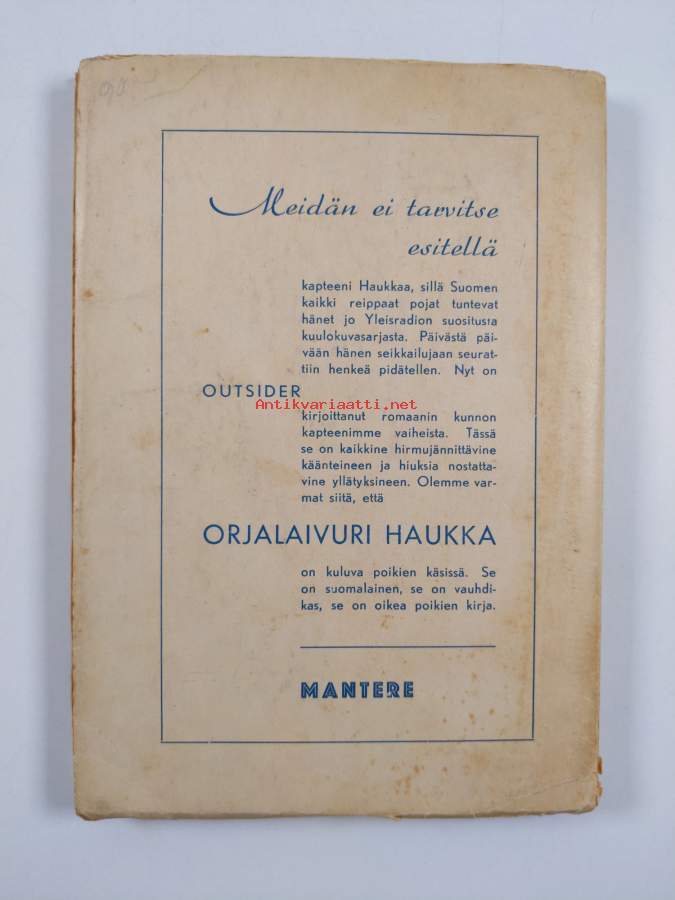 Meidän ei tarvitse
esitellä
kapteeni Haukkaa, sillä Suomen
kaikki reippaat pojat tuntevat
hänet jo Yleisradion suositusta
kuulokuvasarjasta. Päivästä päi-
vään hänen seikkailujaan seurat-
tiin henkeä pidätellen. Nyt on
OUTSIDER
Antikvariaatti.net
kirjoittanut romaanin kunnon
kapteenimme vaiheista. Tässä
se on kaikkine hirmujännittävine
käänteineen ja hiuksia nostatta-
vine yllätyksineen. Olemme var-
mat siitä, että
ORJALAIVURI HAUKKA
on kuluva poikien käsissä. Se
on suomalainen, se on vauhdi-
kas, se on oikea poikien kirja.
MANTERE